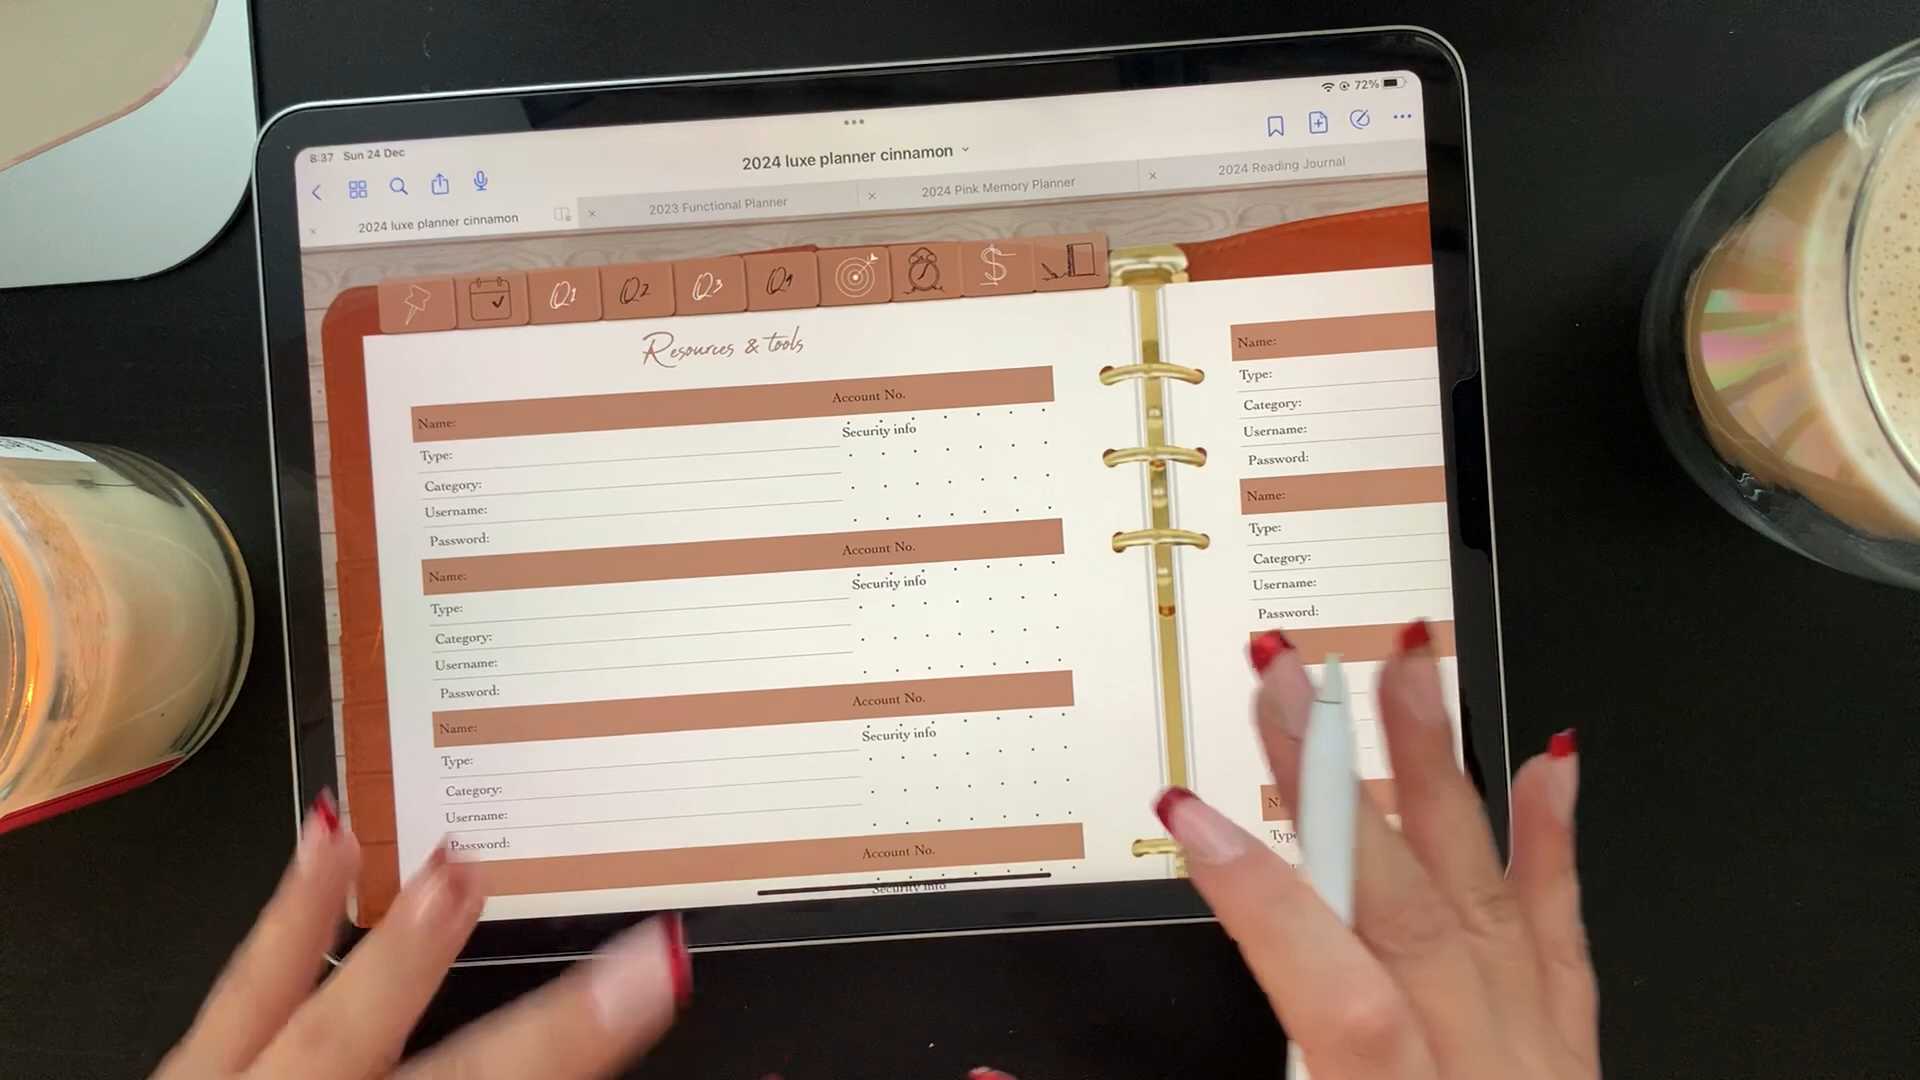 8:37 Sun 24 Dec
72%
2024 luxe planner cinnamon
2024 luxe planner cinnamon
2023 Functional Planner
2024 Pink Memory Planner
2024 Reading Journal
Q1 Q2 Q3 Q4 $
Resources & tools
Name: Account No.
Type: Security info
Category:
Username:
Password:
Name: Account No.
Type: Security info
Category:
Username:
Password:
Name: Account No.
Type: Security info
Category:
Username:
Password:
Account No.
Security info
Name:
Type:
Category:
Username:
Password:
Name:
Type:
Category:
Username:
Password: